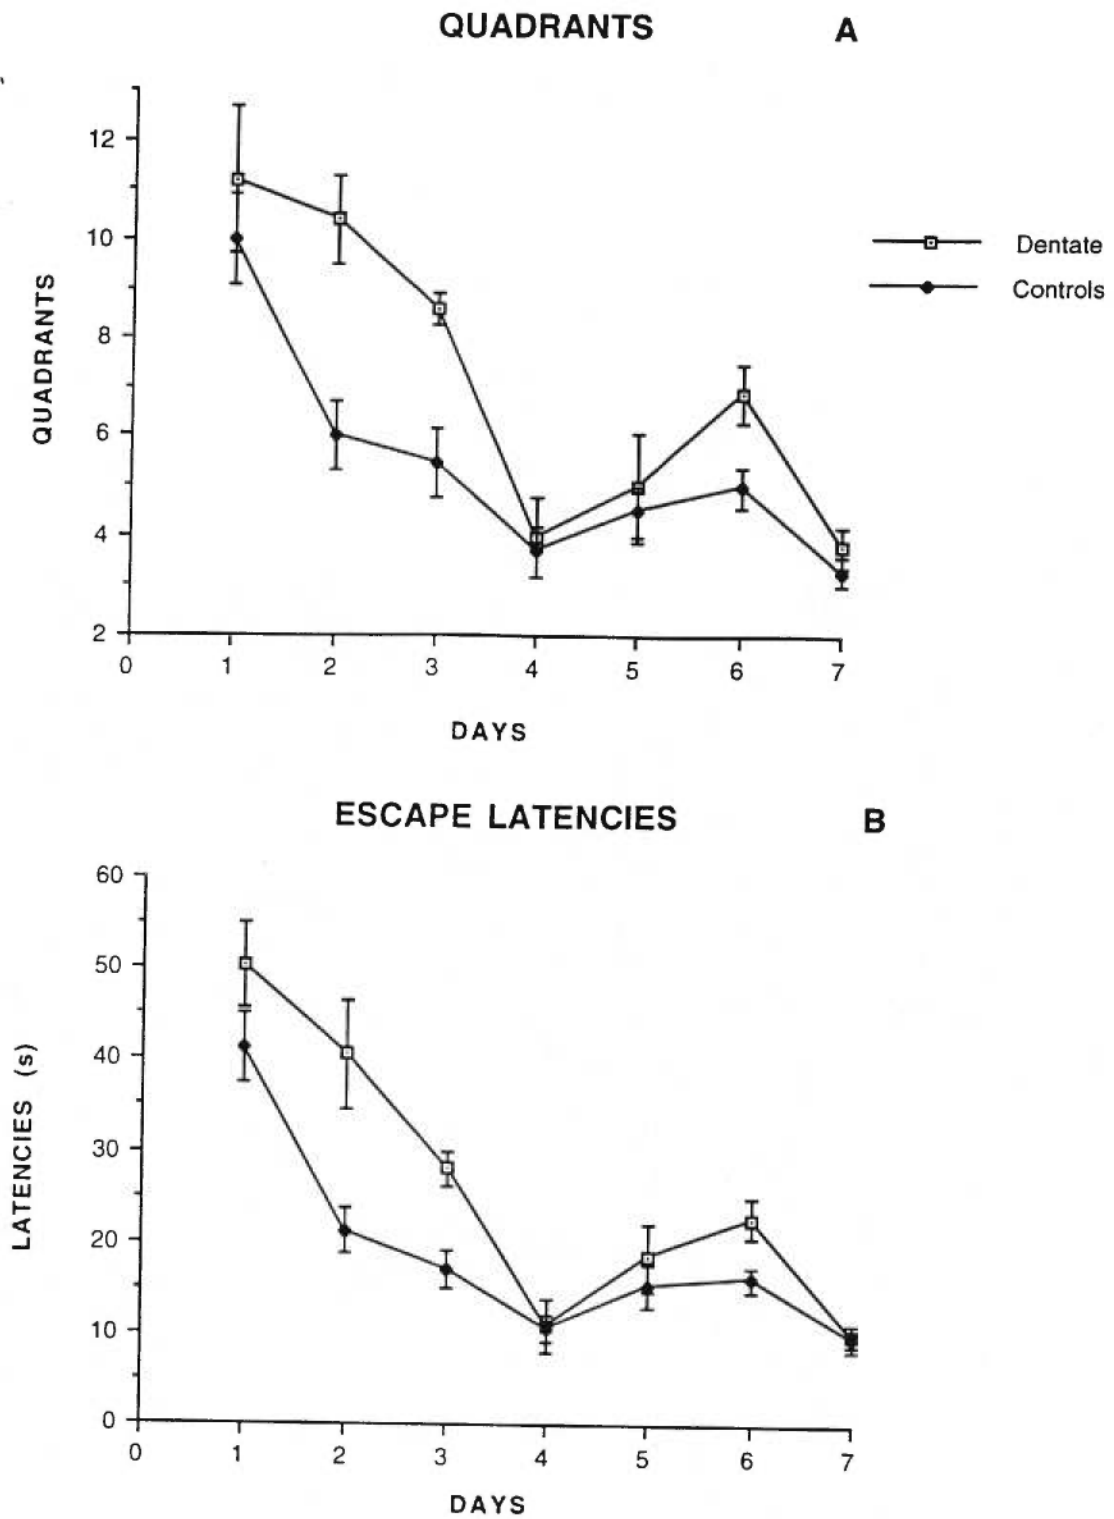 QUADRANTS A
12
10
8
6
4
2
QUADRANTS
0 1 2 3 4 5 6 7
DAYS
Dentate
Controls
ESCAPE LATENCIES B
60
50
40
30
20
10
0
LATENCIES (s)
0 1 2 3 4 5 6 7
DAYS